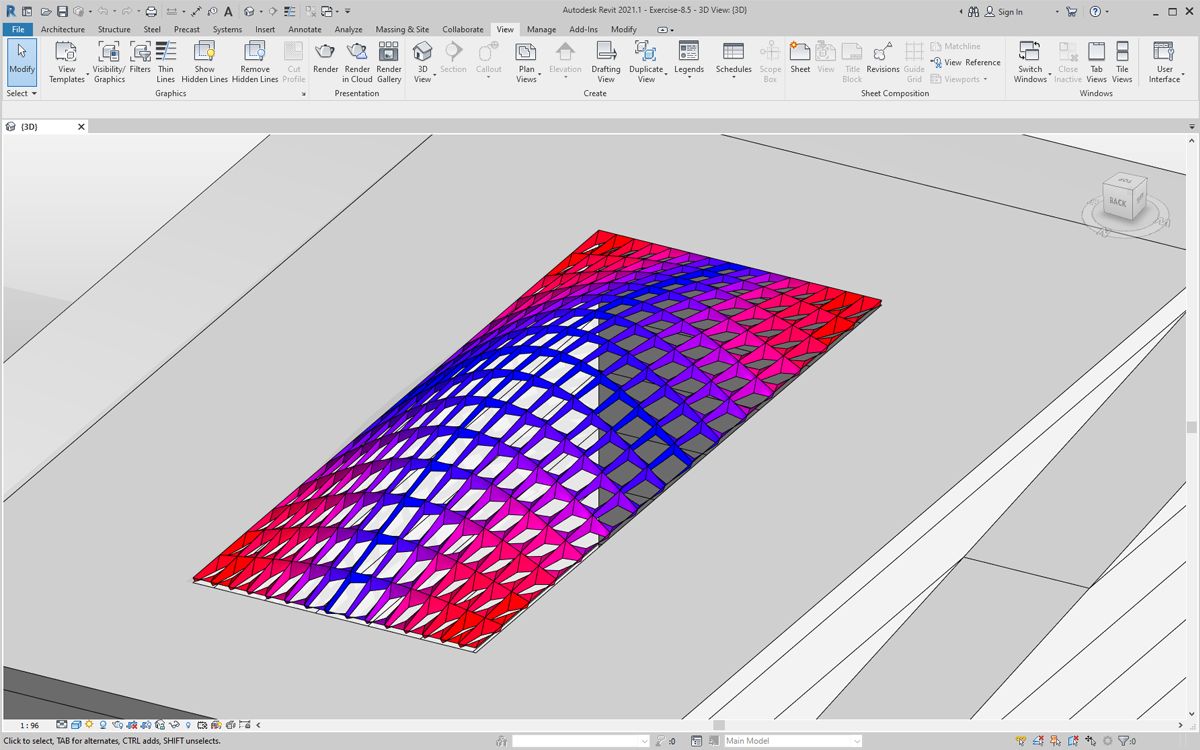 Autodesk Revit 2021.1 - Exercise-8.5 - 3D View: {3D}
Sign In
File Architecture Structure Steel Precast Systems Insert Annotate Analyze Massing & Site Collaborate View Manage Add-Ins Modify
Modify
View Templates
Visibility/ Graphics
Filters
Thin Lines
Show Hidden Lines
Remove Hidden Lines
Cut Profile
Render
Render in Cloud
Render Gallery
3D View
Section
Callout
Plan Views
Elevation
Drafting View
Duplicate View
Legends
Schedules
Scope Box
Sheet
View
Title Block
Revisions
Guide Grid
Matchline
View Reference
Viewports
Switch Windows
Close Inactive
Tab Views
Tile Views
User Interface
Select Graphics Presentation Create Sheet Composition Windows
{3D}
TOP
BACK
1 : 96
Click to select, TAB for alternates, CTRL adds, SHIFT unselects.
:0
Main Model
:0